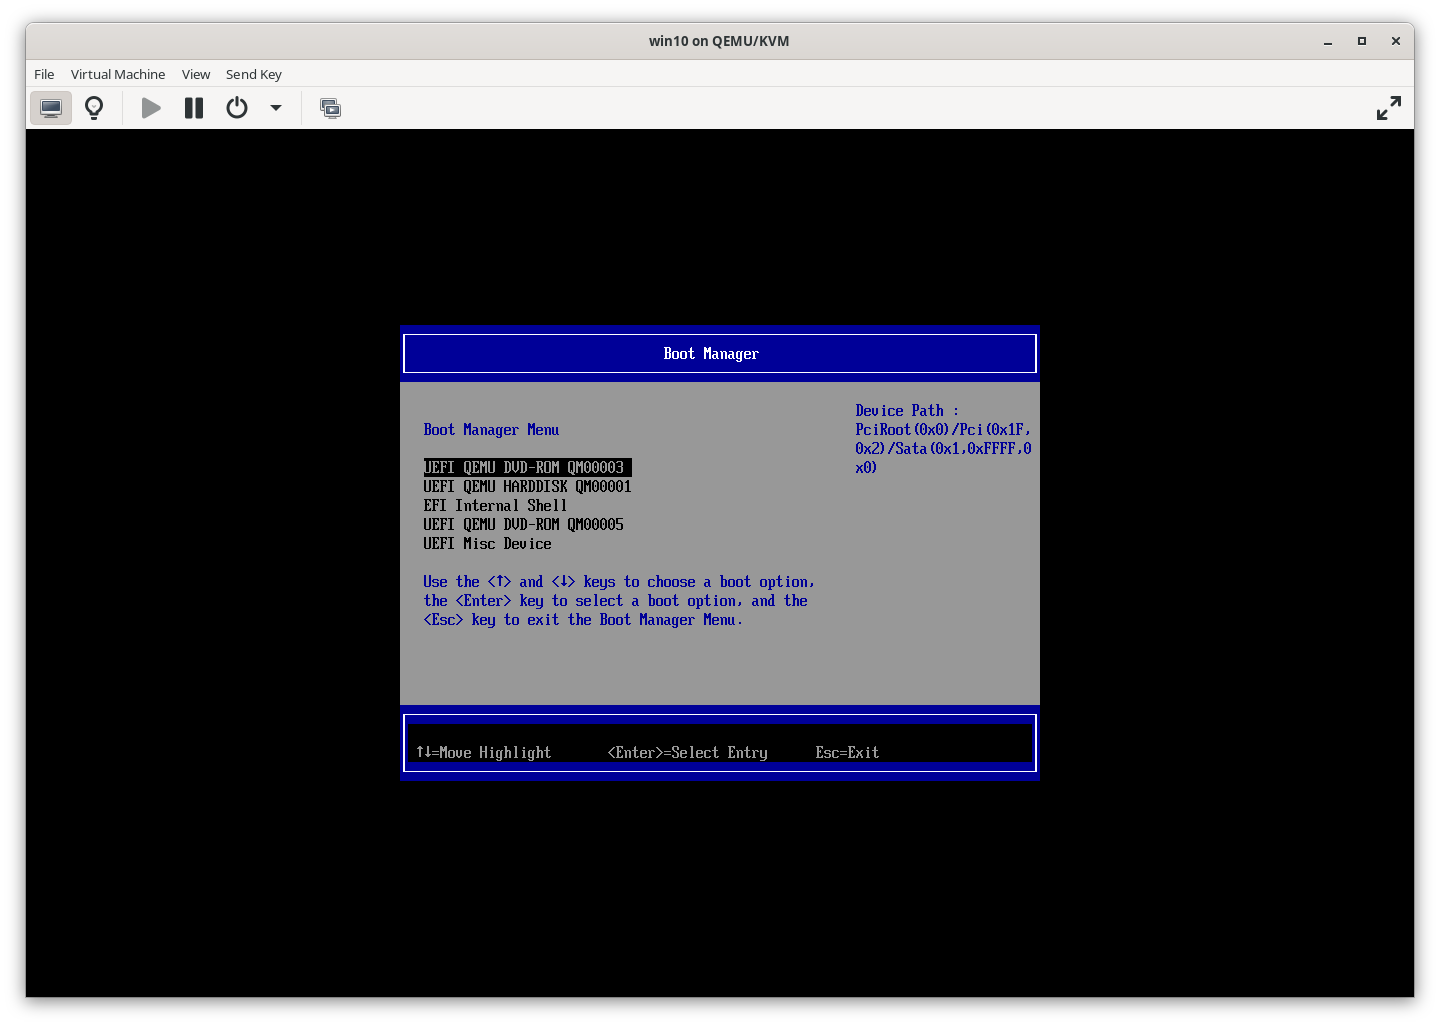 win10 on QEMU/KVM
File Virtual Machine View Send Key
Boot Manager
Device Path :
PciRoot(0x0)/Pci(0x1F,
0x2)/Sata(0x1,0xFFFF,0
x0)
Boot Manager Menu
UEFI QEMU DVD-ROM QM00003
UEFI QEMU HARDDISK QM00001
EFI Internal Shell
UEFI QEMU DVD-ROM QM00005
UEFI Misc Device
Use the <↑> and <↓> keys to choose a boot option,
the <Enter> key to select a boot option, and the
<Esc> key to exit the Boot Manager Menu.
↑↓=Move Highlight <Enter>=Select Entry Esc=Exit